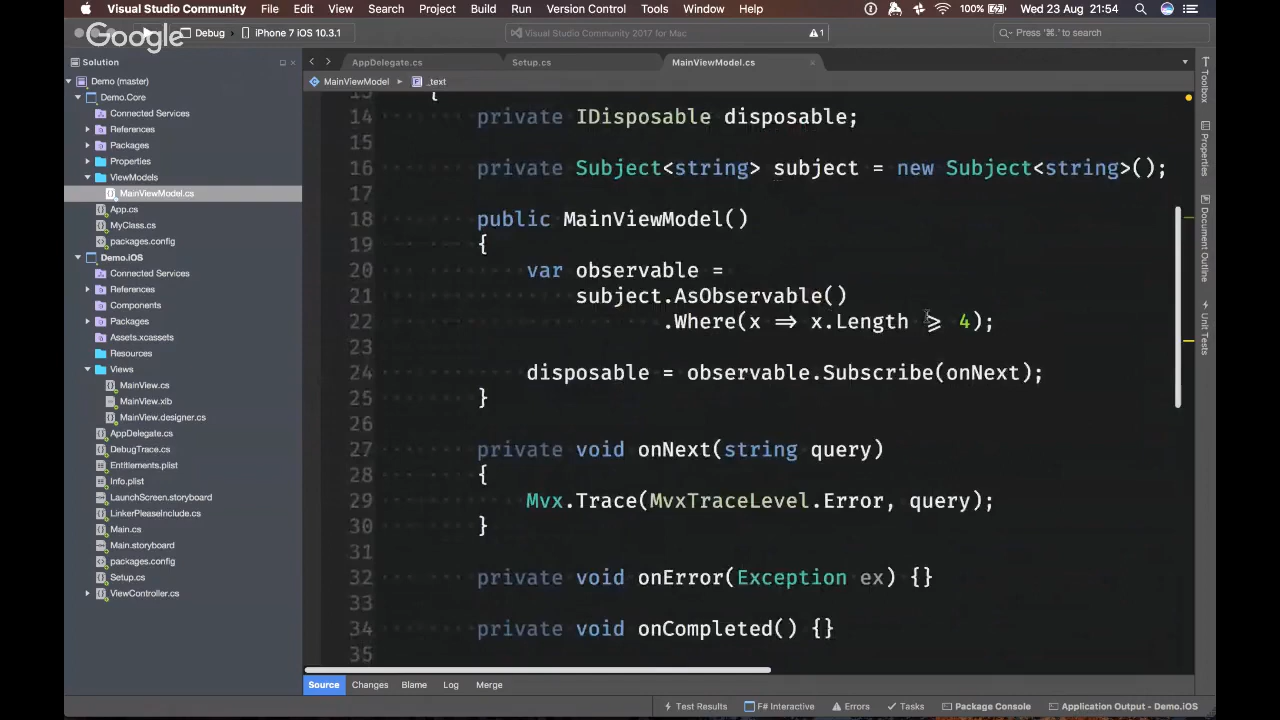 Visual Studio Community File Edit View Search Project Build Run Version Control Tools Window Help 100% Wed 23 Aug 21:54
Google
Debug iPhone 7 iOS 10.3.1 Visual Studio Community 2017 for Mac 1 Press '⌘.' to search
Solution
AppDelegate.cs Setup.cs MainViewModel.cs
MainViewModel _text
Demo (master)
Demo.Core
Connected Services
References
Packages
Properties
ViewModels
MainViewModel.cs
App.cs
MyClass.cs
packages.config
Demo.iOS
Connected Services
References
Components
Packages
Assets.xcassets
Resources
Views
MainView.cs
MainView.xib
MainView.designer.cs
AppDelegate.cs
DebugTrace.cs
Entitlements.plist
Info.plist
LaunchScreen.storyboard
LinkerPleaseInclude.cs
Main.cs
Main.storyboard
packages.config
Setup.cs
ViewController.cs
13 {
14 private IDisposable disposable;
15
16 private Subject<string> subject = new Subject<string>();
17
18 public MainViewModel()
19 {
20 var observable =
21 subject.AsObservable()
22 .Where(x => x.Length >= 4);
23
24 disposable = observable.Subscribe(onNext);
25 }
26
27 private void onNext(string query)
28 {
29 Mvx.Trace(MvxTraceLevel.Error, query);
30 }
31
32 private void onError(Exception ex) {}
33
34 private void onCompleted() {}
35
Toolbox
Properties
Document Outline
Unit Tests
Source Changes Blame Log Merge
Test Results F# Interactive Errors Tasks Package Console Application Output - Demo.iOS